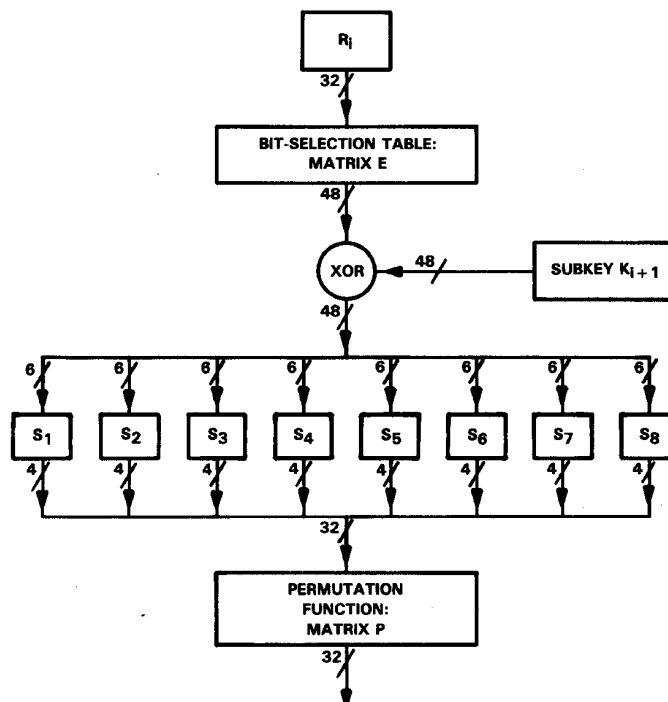 Ri
32
BIT-SELECTION TABLE:
MATRIX E
48
XOR
48
SUBKEY Ki + 1
48
6 6 6 6 6 6 6 6
S1 S2 S3 S4 S5 S6 S7 S8
4 4 4 4 4 4 4 4
32
PERMUTATION
FUNCTION:
MATRIX P
32